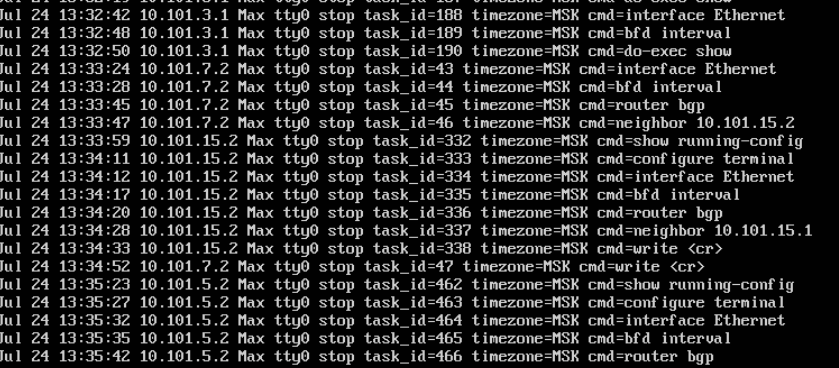 Jul 24 13:32:42 10.101.3.1 Max tty0 stop task_id=188 timezone=MSK cmd=interface Ethernet
Jul 24 13:32:48 10.101.3.1 Max tty0 stop task_id=189 timezone=MSK cmd=bfd interval
Jul 24 13:32:50 10.101.3.1 Max tty0 stop task_id=190 timezone=MSK cmd=do-exec show
Jul 24 13:33:24 10.101.7.2 Max tty0 stop task_id=43 timezone=MSK cmd=interface Ethernet
Jul 24 13:33:28 10.101.7.2 Max tty0 stop task_id=44 timezone=MSK cmd=bfd interval
Jul 24 13:33:45 10.101.7.2 Max tty0 stop task_id=45 timezone=MSK cmd=router bgp
Jul 24 13:33:47 10.101.7.2 Max tty0 stop task_id=46 timezone=MSK cmd=neighbor 10.101.15.2
Jul 24 13:33:59 10.101.15.2 Max tty0 stop task_id=332 timezone=MSK cmd=show running-config
Jul 24 13:34:11 10.101.15.2 Max tty0 stop task_id=333 timezone=MSK cmd=configure terminal
Jul 24 13:34:12 10.101.15.2 Max tty0 stop task_id=334 timezone=MSK cmd=interface Ethernet
Jul 24 13:34:17 10.101.15.2 Max tty0 stop task_id=335 timezone=MSK cmd=bfd interval
Jul 24 13:34:20 10.101.15.2 Max tty0 stop task_id=336 timezone=MSK cmd=router bgp
Jul 24 13:34:28 10.101.15.2 Max tty0 stop task_id=337 timezone=MSK cmd=neighbor 10.101.15.1
Jul 24 13:34:33 10.101.15.2 Max tty0 stop task_id=338 timezone=MSK cmd=write <cr>
Jul 24 13:34:52 10.101.7.2 Max tty0 stop task_id=47 timezone=MSK cmd=write <cr>
Jul 24 13:35:23 10.101.5.2 Max tty0 stop task_id=462 timezone=MSK cmd=show running-config
Jul 24 13:35:27 10.101.5.2 Max tty0 stop task_id=463 timezone=MSK cmd=configure terminal
Jul 24 13:35:32 10.101.5.2 Max tty0 stop task_id=464 timezone=MSK cmd=interface Ethernet
Jul 24 13:35:35 10.101.5.2 Max tty0 stop task_id=465 timezone=MSK cmd=bfd interval
Jul 24 13:35:42 10.101.5.2 Max tty0 stop task_id=466 timezone=MSK cmd=router bgp